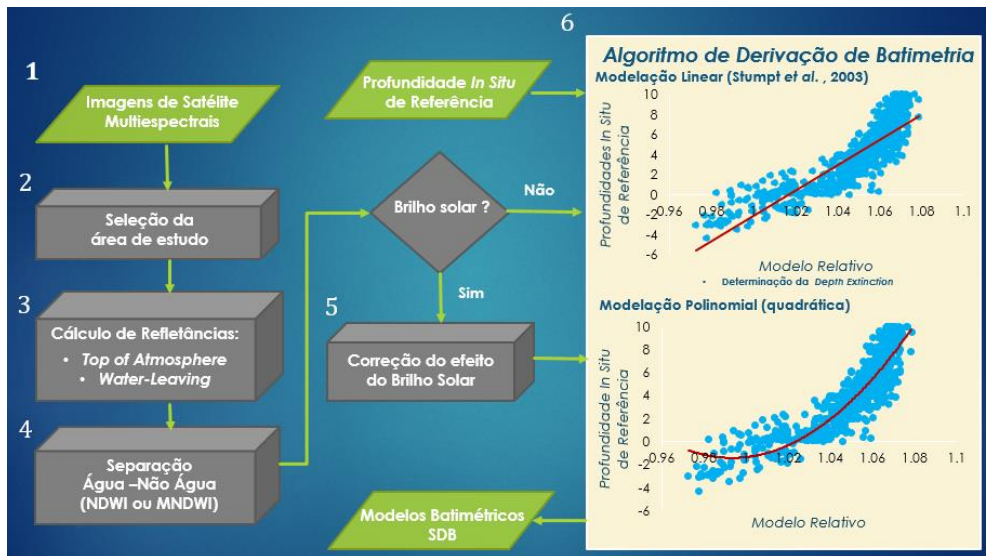 1
Imagens de Satélite
Multiespectrais
2
Seleção da
área de estudo
3
Cálculo de Refletâncias:
• Top of Atmosphere
• Water-Leaving
4
Separação
Água –Não Água
(NDWI ou MNDWI)
Profundidade In Situ
de Referência
Brilho solar ?
Não
Sim
5
Correção do efeito
do Brilho Solar
Modelos Batimétricos
SDB
6
Algoritmo de Derivação de Batimetria
Modelação Linear (Stumpt et al. , 2003)
Profundidades In Situ
de Referência
10
8
6
4
2
0
-2
-4
-6
0.96 0.98 1 1.02 1.04 1.06 1.08 1.1
Modelo Relativo
• Determinação da Depth Extinction
Modelação Polinomial (quadrática)
Profundidade In Situ
de Referência
10
8
6
4
2
0
-2
-4
-6
0.96 0.98 1 1.02 1.04 1.06 1.08 1.1
Modelo Relativo